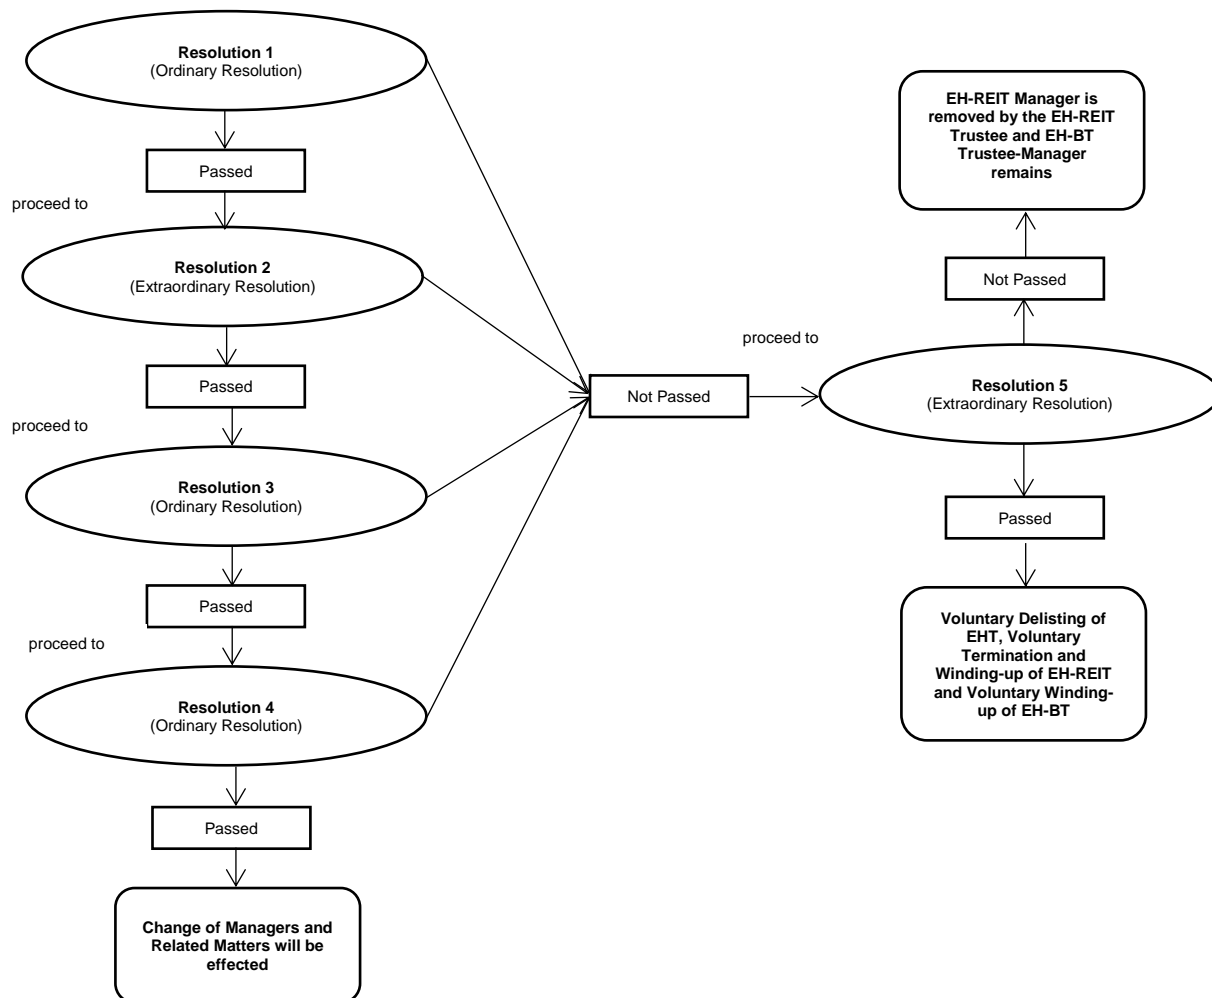 Resolution 1
(Ordinary Resolution)
Passed
proceed to
Resolution 2
(Extraordinary Resolution)
Passed
proceed to
Resolution 3
(Ordinary Resolution)
Passed
proceed to
Resolution 4
(Ordinary Resolution)
Passed
Change of Managers and
Related Matters will be
effected
Not Passed
proceed to
EH-REIT Manager is
removed by the EH-REIT
Trustee and EH-BT
Trustee-Manager
remains
Not Passed
Resolution 5
(Extraordinary Resolution)
Passed
Voluntary Delisting of
EHT, Voluntary
Termination and
Winding-up of EH-REIT
and Voluntary Winding-
up of EH-BT